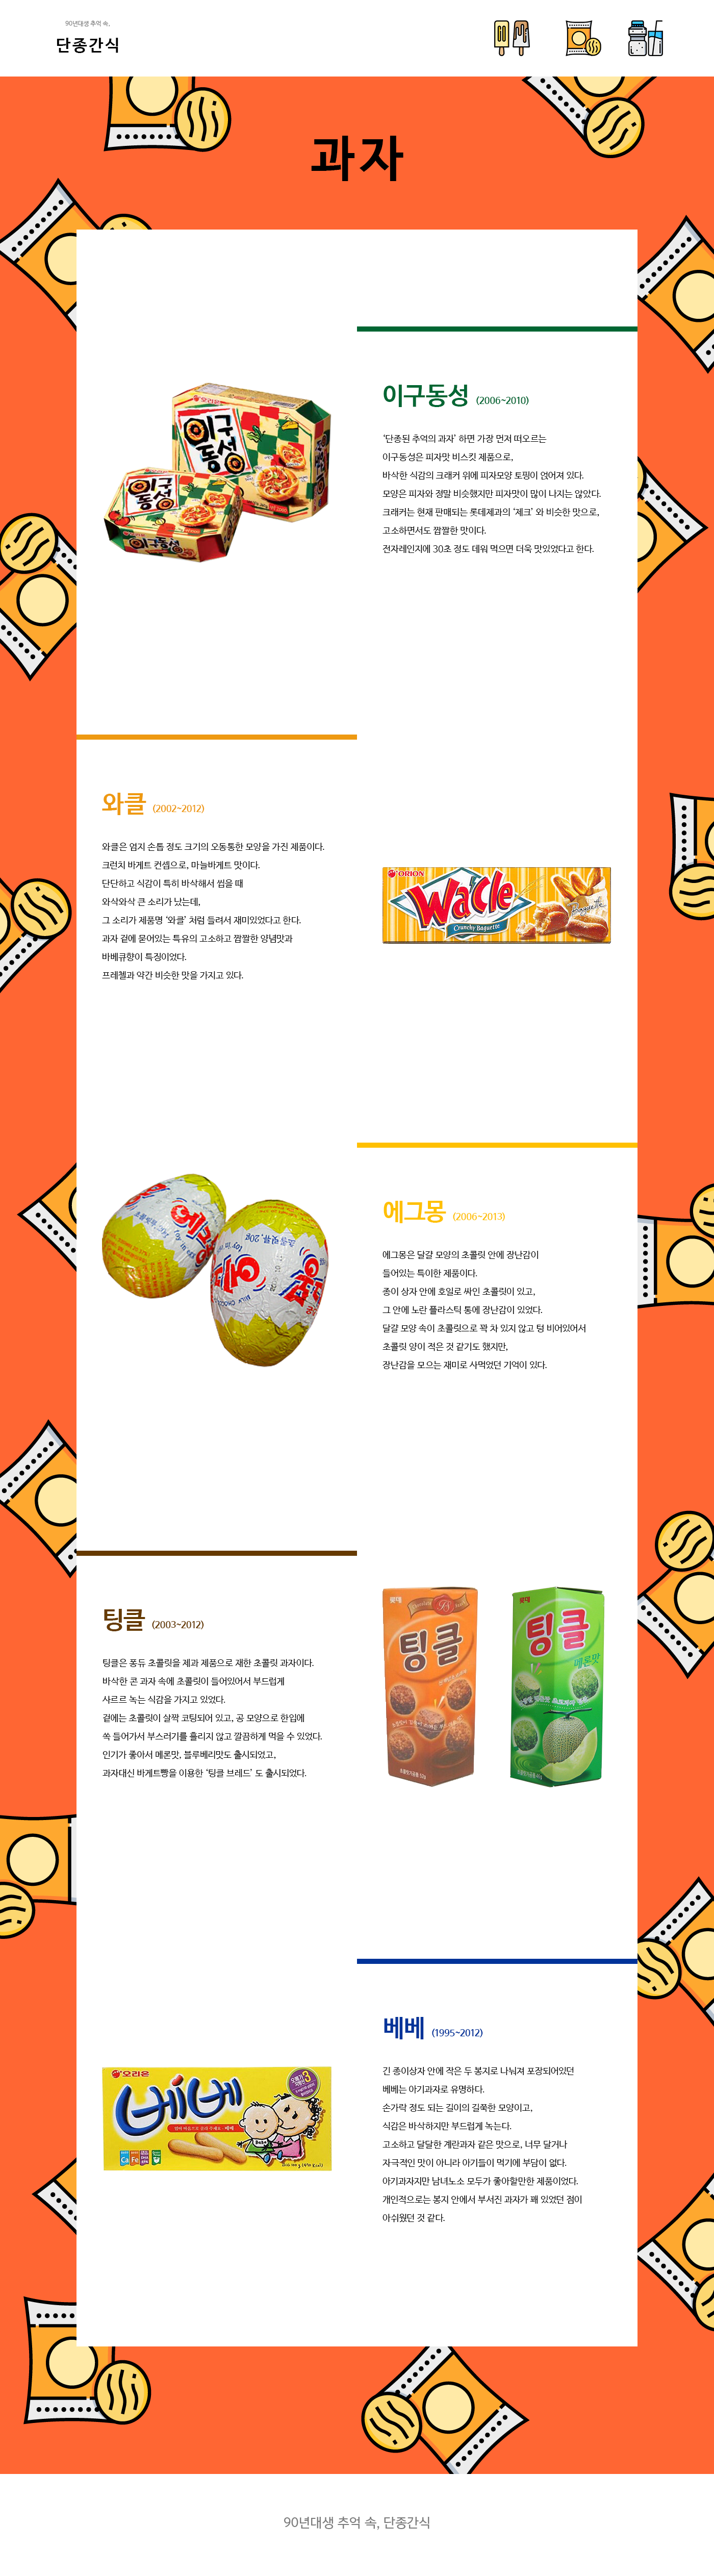 90년대생 추억 속,
단종간식
과자
오리온
이구
동성
이구
동성
이구동성
이구동성 (2006~2010)
‘단종된 추억의 과자’ 하면 가장 먼저 떠오르는
이구동성은 피자맛 비스킷 제품으로,
바삭한 식감의 크래커 위에 피자모양 토핑이 얹어져 있다.
모양은 피자와 정말 비슷했지만 피자맛이 많이 나지는 않았다.
크래커는 현재 판매되는 롯데제과의 ‘제크’ 와 비슷한 맛으로,
고소하면서도 짭짤한 맛이다.
전자레인지에 30초 정도 데워 먹으면 더욱 맛있었다고 한다.
와클 (2002~2012)
와클은 엄지 손톱 정도 크기의 오동통한 모양을 가진 제품이다.
크런치 바게트 컨셉으로, 마늘바게트 맛이다.
단단하고 식감이 특히 바삭해서 씹을 때
와삭와삭 큰 소리가 났는데,
그 소리가 제품명 ‘와클’ 처럼 들려서 재미있었다고 한다.
과자 겉에 묻어있는 특유의 고소하고 짭짤한 양념맛과
바베큐향이 특징이었다.
프레첼과 약간 비슷한 맛을 가지고 있다.
ORION
Wacle
Crunchy Baguette
에그몽 (2006~2013)
에그몽은 달걀 모양의 초콜릿 안에 장난감이
들어있는 특이한 제품이다.
종이 상자 안에 호일로 싸인 초콜릿이 있고,
그 안에 노란 플라스틱 통에 장난감이 있었다.
달걀 모양 속이 초콜릿으로 꽉 차 있지 않고 텅 비어있어서
초콜릿 양이 적은 것 같기도 했지만,
장난감을 모으는 재미로 사먹었던 기억이 있다.
팅클 (2003~2012)
팅클은 퐁듀 초콜릿을 제과 제품으로 재한 초콜릿 과자이다.
바삭한 콘 과자 속에 초콜릿이 들어있어서 부드럽게
사르르 녹는 식감을 가지고 있었다.
겉에는 초콜릿이 살짝 코팅되어 있고, 공 모양으로 한입에
쏙 들어가서 부스러기를 흘리지 않고 깔끔하게 먹을 수 있었다.
인기가 좋아서 메론맛, 블루베리맛도 출시되었고,
과자대신 바게트빵을 이용한 ‘팅클 브레드’ 도 출시되었다.
롯데
팅클
롯데
팅클
메론맛
베베 (1995~2012)
긴 종이상자 안에 작은 두 봉지로 나눠져 포장되어있던
베베는 아기과자로 유명하다.
손가락 정도 되는 길이의 길쭉한 모양이고,
식감은 바삭하지만 부드럽게 녹는다.
고소하고 달달한 계란과자 같은 맛으로, 너무 달거나
자극적인 맛이 아니라 아기들이 먹기에 부담이 없다.
아기과자지만 남녀노소 모두가 좋아할만한 제품이었다.
개인적으로는 봉지 안에서 부서진 과자가 꽤 있었던 점이
아쉬웠던 것 같다.
오리온
베베
90년대생 추억 속, 단종간식